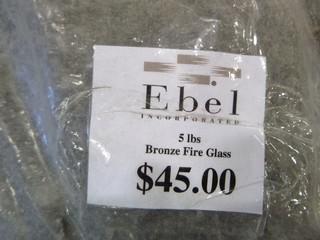 Ebel
INCORPORATED
5 lbs
Bronze Fire Glass
$45.00